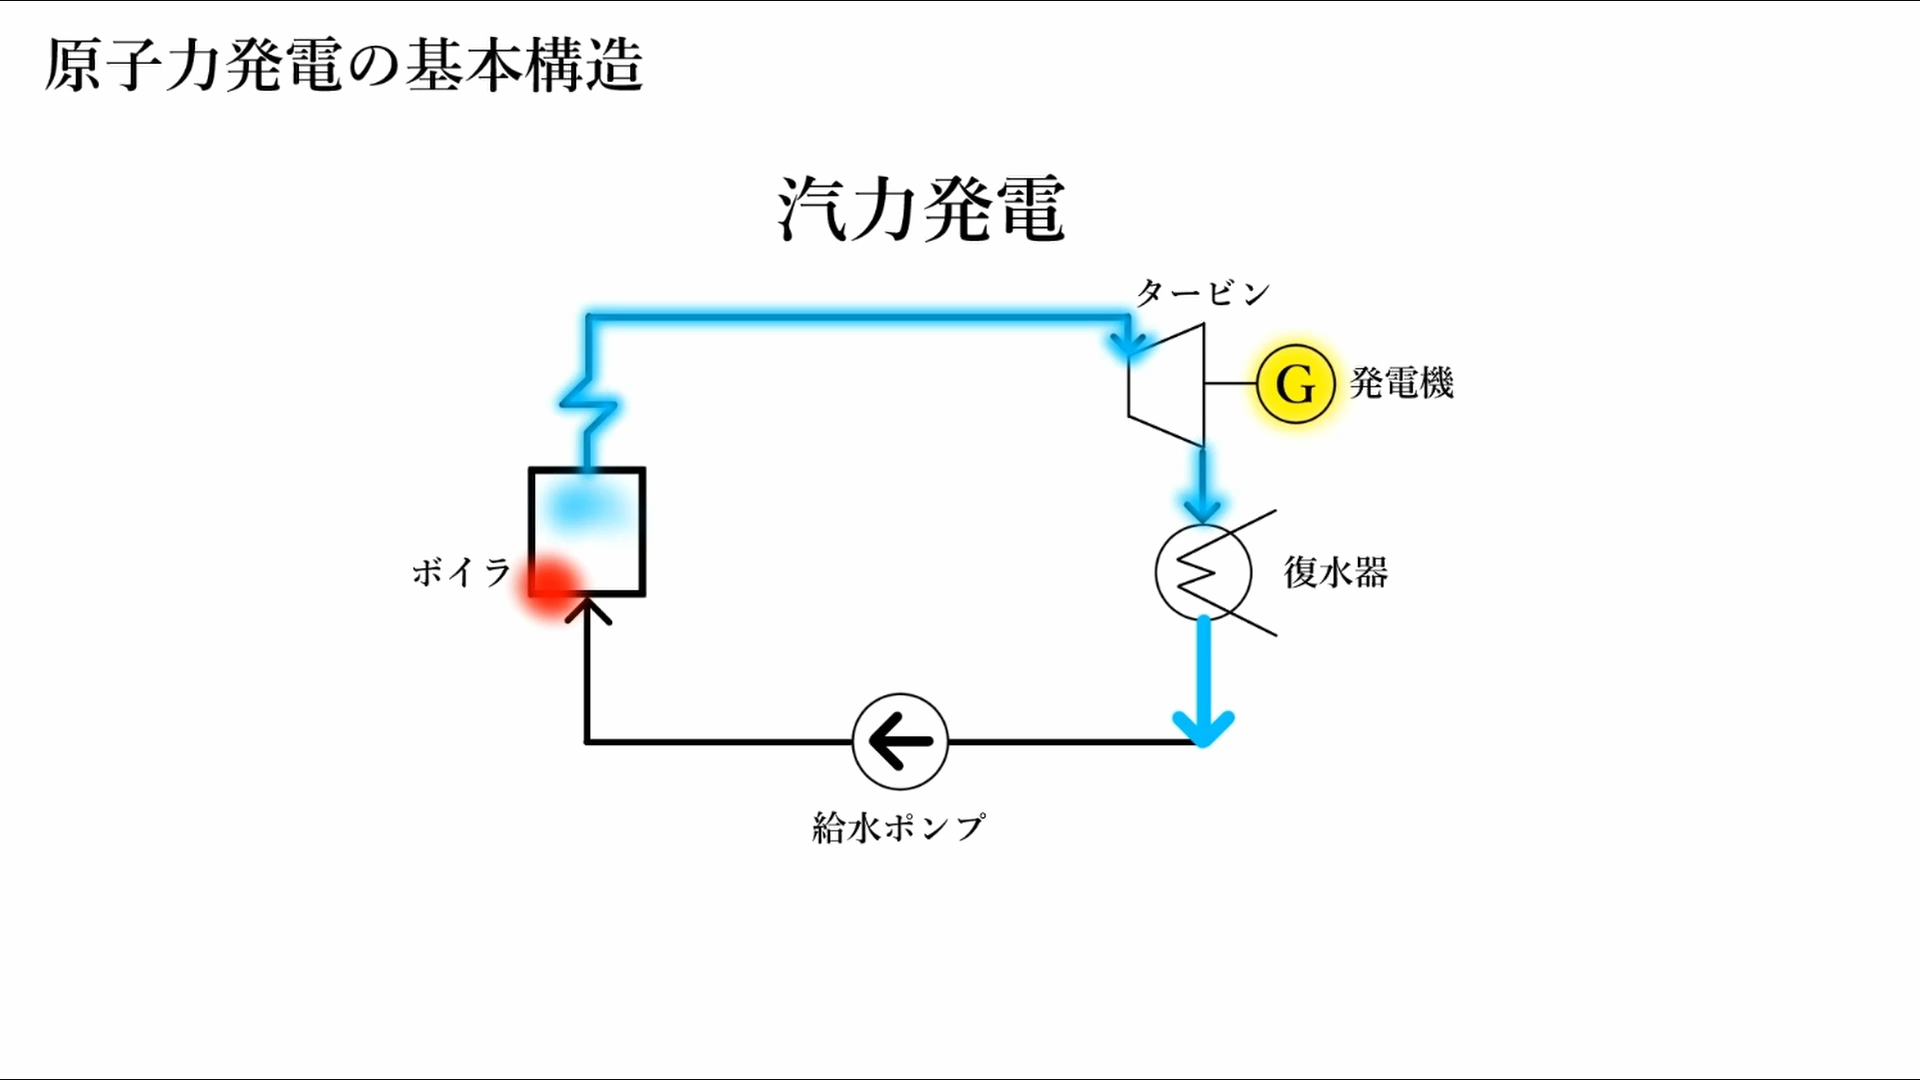 原子力発電の基本構造
汽力発電
タービン
G
発電機
ボイラ
復水器
給水ポンプ